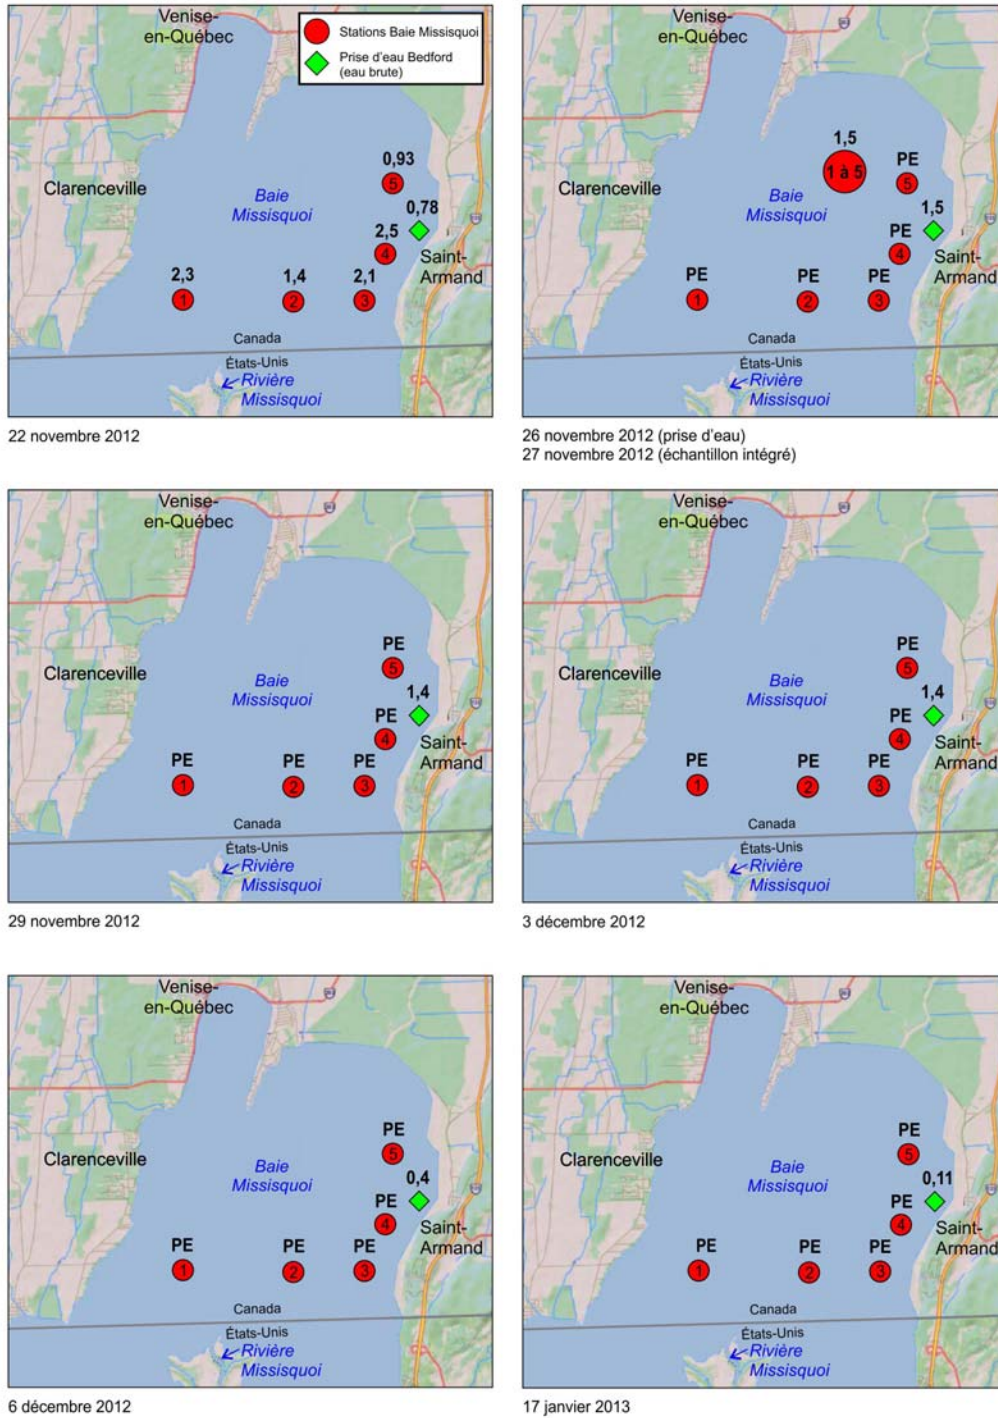 Venise-
en-Québec
Stations Baie Missisquoi
Prise d'eau Bedford
(eau brute)
0,93
Clarenceville
5
Baie
Missisquoi
0,78
2,5
4
Saint-
Armand
2,3
1,4
2,1
1
2
3
Canada
États-Unis
Rivière
Missisquoi
22 novembre 2012
Venise-
en-Québec
1,5
PE
1 à 5
Clarenceville
5
Baie
Missisquoi
1,5
PE
4
Saint-
Armand
PE
PE
PE
1
2
3
Canada
États-Unis
Rivière
Missisquoi
26 novembre 2012 (prise d'eau)
27 novembre 2012 (échantillon intégré)
Venise-
en-Québec
PE
Clarenceville
5
Baie
Missisquoi
1,4
PE
4
Saint-
Armand
PE
PE
PE
1
2
3
Canada
États-Unis
Rivière
Missisquoi
29 novembre 2012
Venise-
en-Québec
PE
Clarenceville
5
Baie
Missisquoi
1,4
PE
4
Saint-
Armand
PE
PE
PE
1
2
3
Canada
États-Unis
Rivière
Missisquoi
3 décembre 2012
Venise-
en-Québec
PE
Clarenceville
5
Baie
Missisquoi
0,4
PE
4
Saint-
Armand
PE
PE
PE
1
2
3
Canada
États-Unis
Rivière
Missisquoi
6 décembre 2012
Venise-
en-Québec
PE
Clarenceville
5
Baie
Missisquoi
0,11
PE
4
Saint-
Armand
PE
PE
PE
1
2
3
Canada
États-Unis
Rivière
Missisquoi
17 janvier 2013